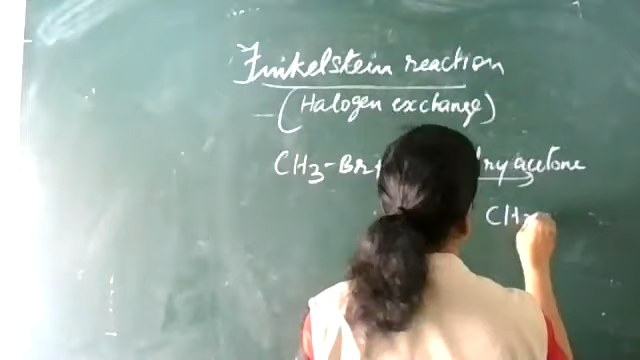 Finkelstein reaction
(Halogen exchange)
CH3-Br+ dry acetone
CH3